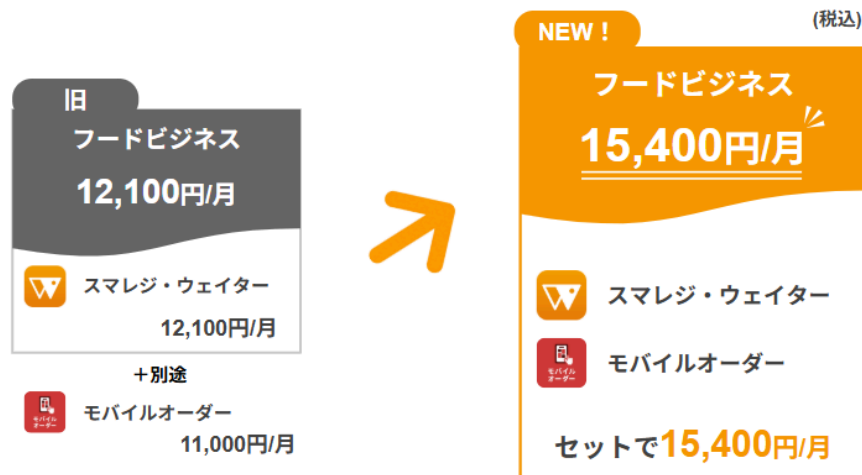 旧
フードビジネス
12,100円/月
スマレジ・ウェイター
12,100円/月
＋別途
モバイル
オーダー
モバイルオーダー
11,000円/月
(税込)
NEW！
フードビジネス
15,400円/月
スマレジ・ウェイター
モバイル
オーダー
モバイルオーダー
セットで15,400円/月